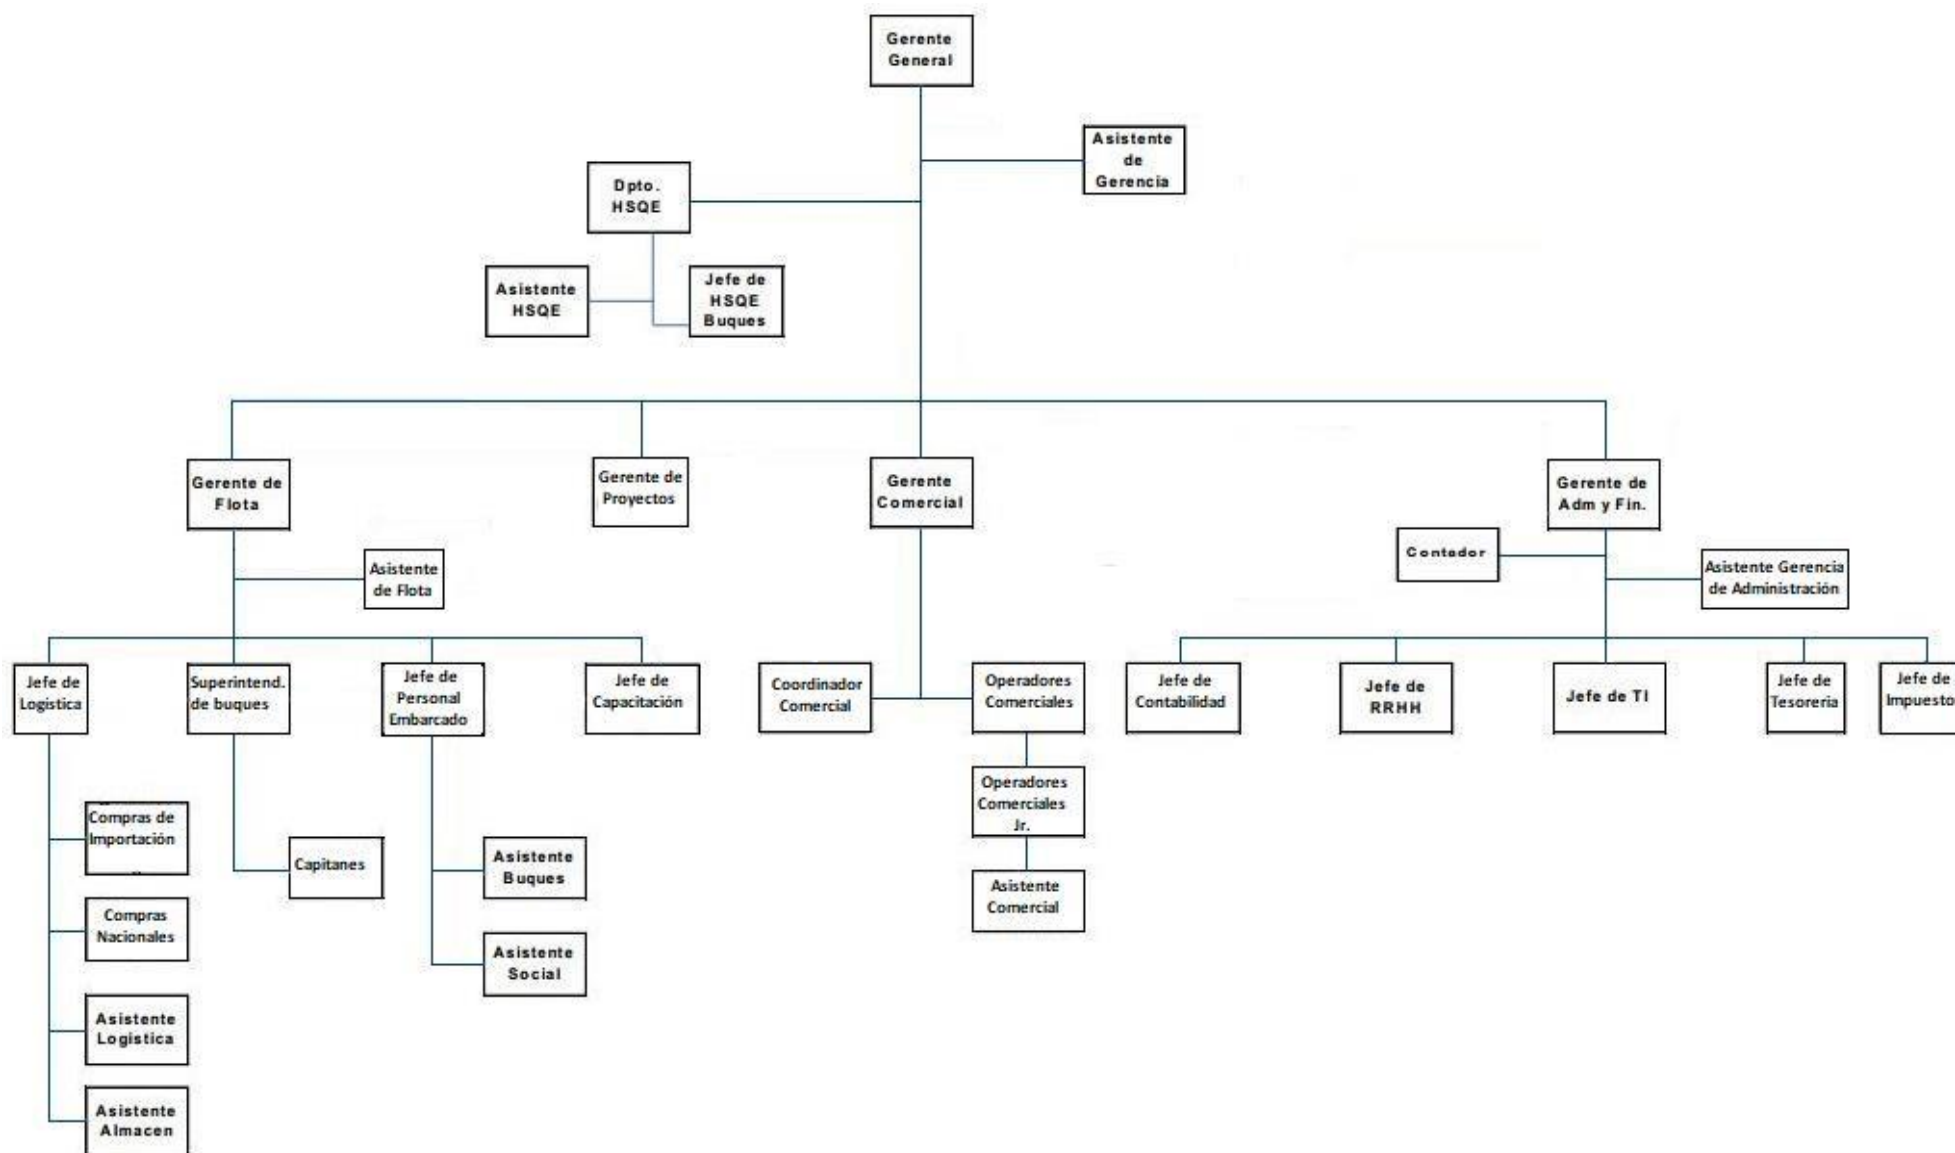 Gerente
General
Asistente
de
Gerencia
Dpto.
HSQE
Asistente
HSQE
Jefe de
HSQE
Buques
Gerente de
Flota
Gerente de
Proyectos
Gerente
Comercial
Gerente de
Adm y Fin.
Asistente
de Flota
Contador
Asistente Gerencia
de Administración
Jefe de
Logistica
Superintend.
de buques
Jefe de
Personal
Embarcado
Jefe de
Capacitación
Coordinador
Comercial
Operadores
Comerciales
Jefe de
Contabilidad
Jefe de
RRHH
Jefe de TI
Jefe de
Tesoreria
Jefe de
Impuesto
Compras de
Importación
Compras
Nacionales
Asistente
Logistica
Asistente
Almacen
Capitanes
Asistente
Buques
Asistente
Social
Operadores
Comerciales
Jr.
Asistente
Comercial